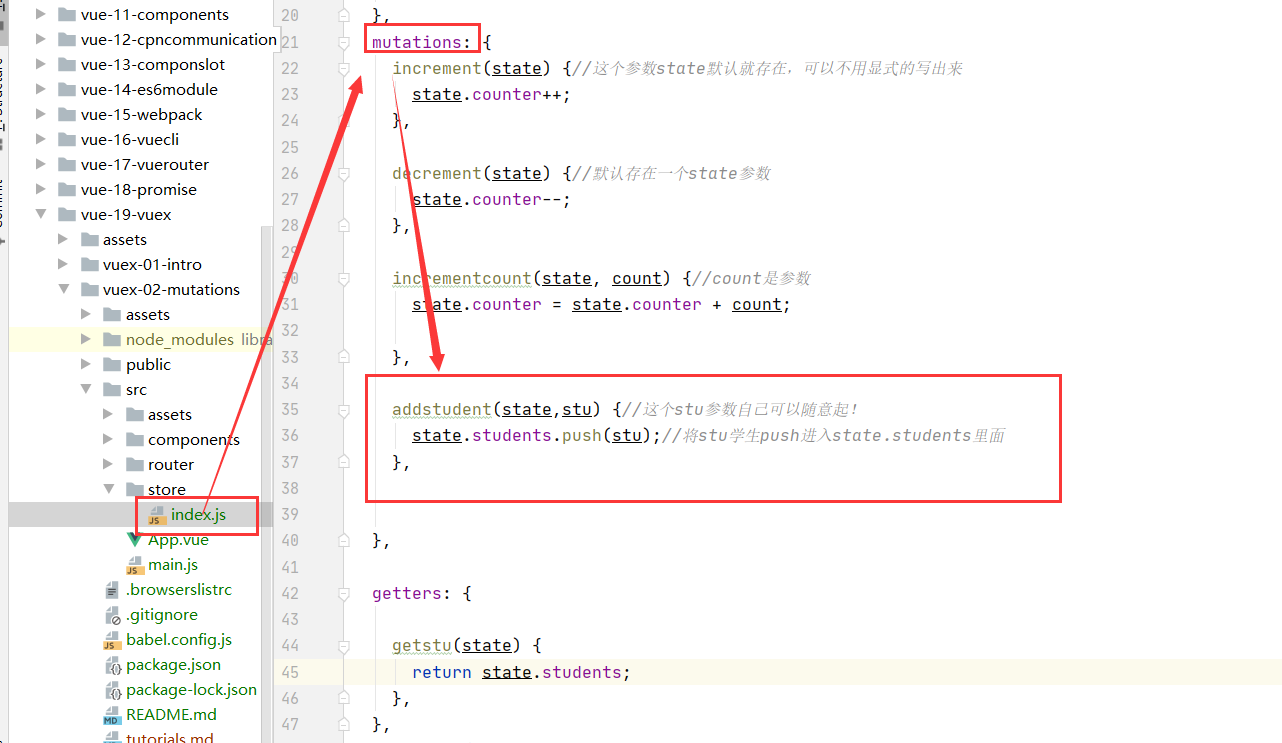 vue-11-components
vue-12-cpncommunication
vue-13-componslot
vue-14-es6module
vue-15-webpack
vue-16-vuecli
vue-17-vuerouter
vue-18-promise
vue-19-vuex
assets
vuex-01-intro
vuex-02-mutations
assets
node_modules libra
public
src
assets
components
router
store
index.js
App.vue
main.js
.browserslistrc
.gitignore
babel.config.js
package.json
package-lock.json
README.md
tutorials.md
20 },
21 mutations: {
22 increment(state) {//这个参数state默认就存在，可以不用显式的写出来
23 state.counter++;
24 },
25
26 decrement(state) {//默认存在一个state参数
27 state.counter--;
28 },
29
30 incrementcount(state, count) {//count是参数
31 state.counter = state.counter + count;
32
33 },
34
35 addstudent(state,stu) {//这个stu参数自己可以随意起！
36 state.students.push(stu);//将stu学生push进入state.students里面
37 },
38
39
40 },
41
42 getters: {
43
44 getstu(state) {
45 return state.students;
46 },
47 },